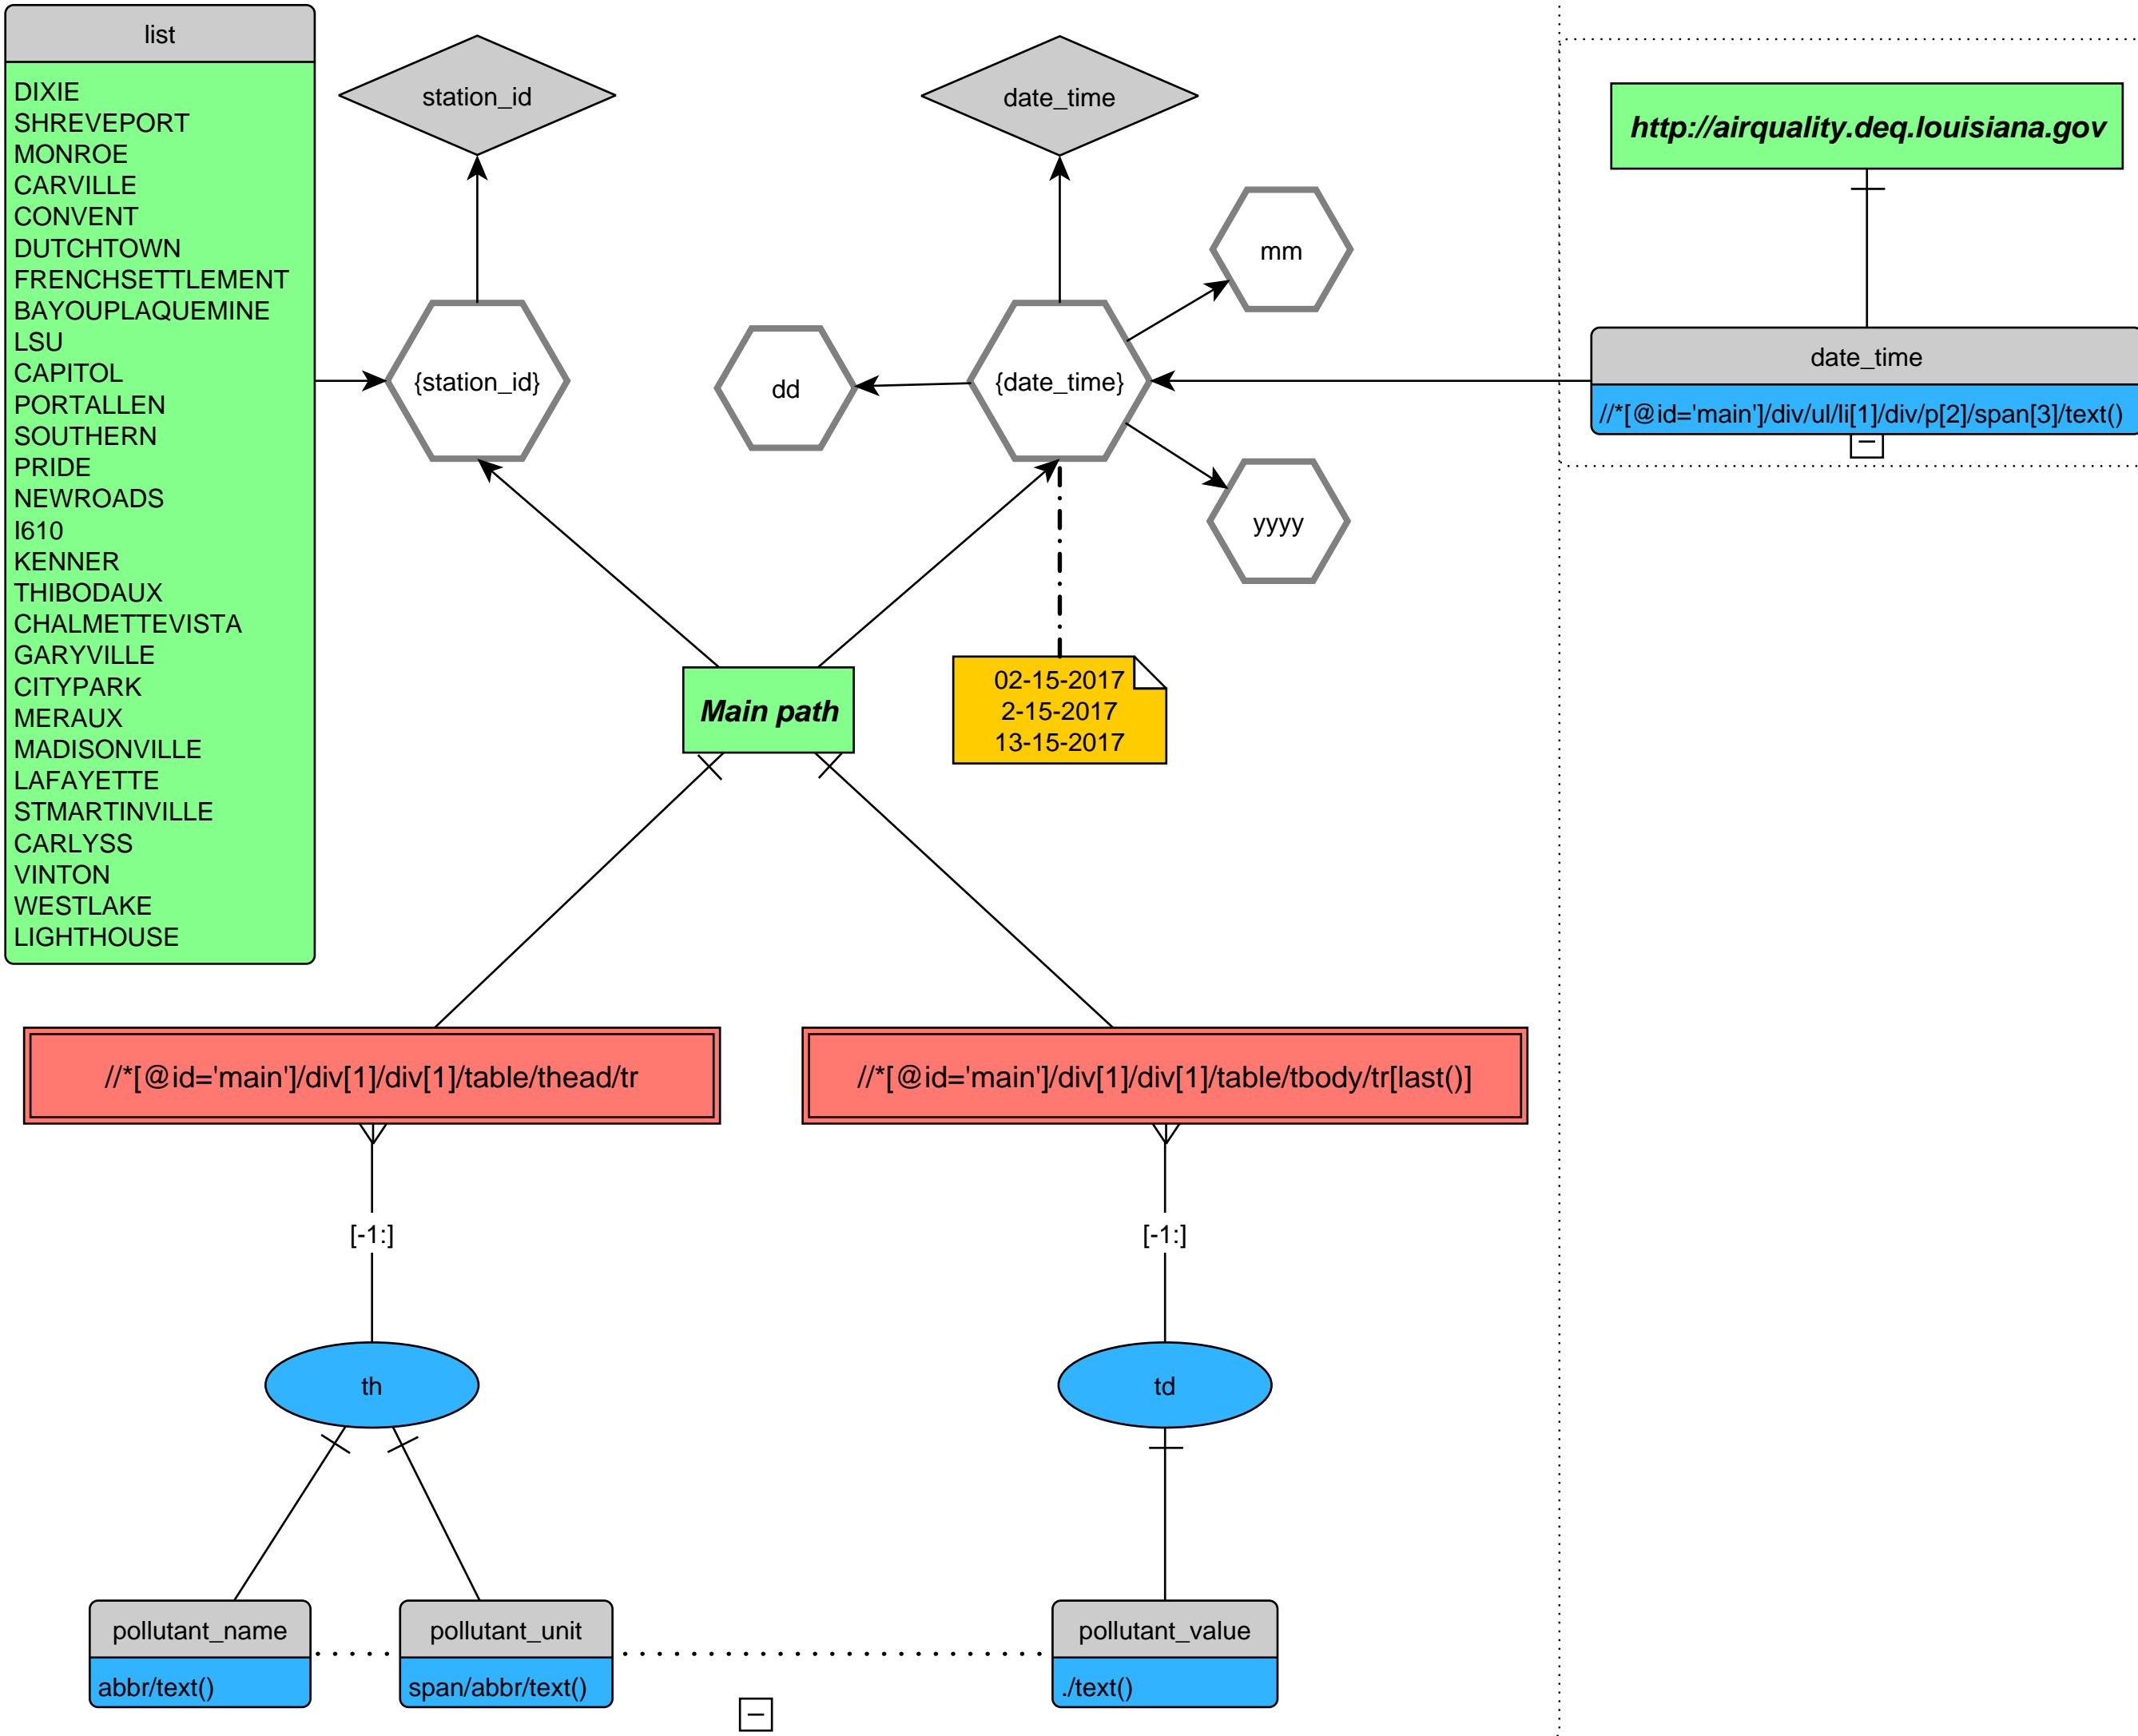 list
DIXIE
SHREVEPORT
MONROE
CARVILLE
CONVENT
DUTCHTOWN
FRENCHSETTLEMENT
BAYOUPLAQUEMINE
LSU
CAPITOL
PORTALLEN
SOUTHERN
PRIDE
NEWROADS
I610
KENNER
THIBODAUX
CHALMETTEVISTA
GARYVILLE
CITYPARK
MERAUX
MADISONVILLE
LAFAYETTE
STMARTINVILLE
CARLYSS
VINTON
WESTLAKE
LIGHTHOUSE
station_id
date_time
http://airquality.deq.louisiana.gov
mm
{station_id}
dd
{date_time}
date_time
//*[@id='main']/div/ul/li[1]/div/p[2]/span[3]/text()
yyyy
Main path
02-15-2017
2-15-2017
13-15-2017
//*[@id='main']/div[1]/div[1]/table/thead/tr
//*[@id='main']/div[1]/div[1]/table/tbody/tr[last()]
[-1:]
[-1:]
th
td
pollutant_name
abbr/text()
pollutant_unit
span/abbr/text()
pollutant_value
./text()